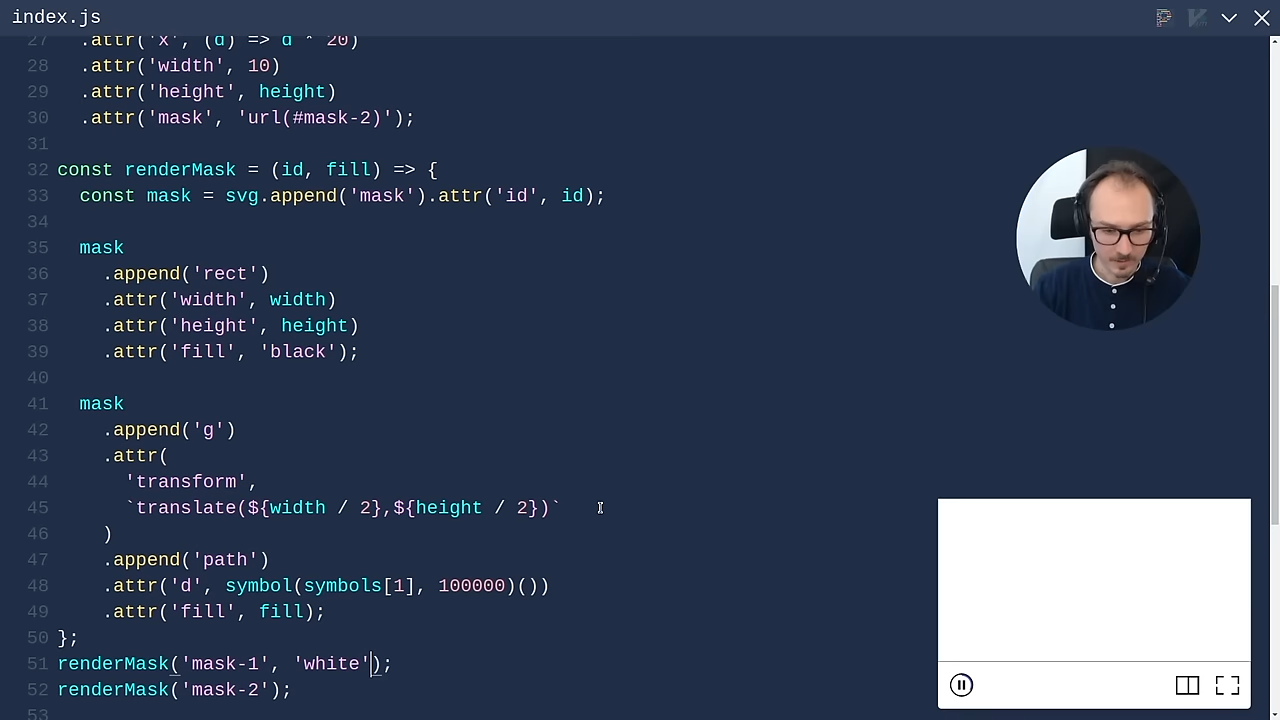 index.js
27 .attr('x', (d) => d * 20)
28 .attr('width', 10)
29 .attr('height', height)
30 .attr('mask', 'url(#mask-2)');
31
32 const renderMask = (id, fill) => {
33 const mask = svg.append('mask').attr('id', id);
34
35 mask
36 .append('rect')
37 .attr('width', width)
38 .attr('height', height)
39 .attr('fill', 'black');
40
41 mask
42 .append('g')
43 .attr(
44 'transform',
45 `translate(${width / 2},${height / 2})`
46 )
47 .append('path')
48 .attr('d', symbol(symbols[1], 100000)())
49 .attr('fill', fill);
50 };
51 renderMask('mask-1', 'white');
52 renderMask('mask-2');
53